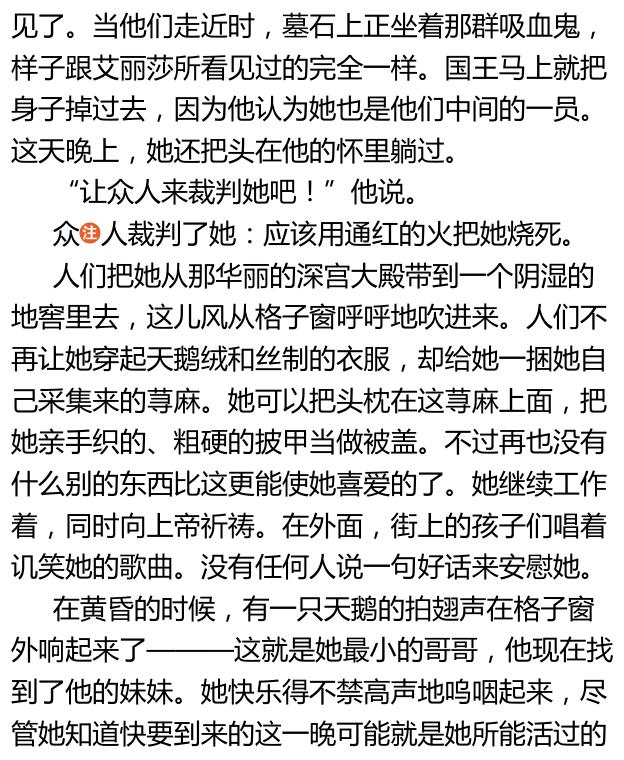 见了。当他们走近时，墓石上正坐着那群吸血鬼，
样子跟艾丽莎所看见过的完全一样。国王马上就把
身子掉过去，因为他认为她也是他们中间的一员。
这天晚上，她还把头在他的怀里躺过。
“让众人来裁判她吧！”他说。
众注人裁判了她：应该用通红的火把她烧死。
人们把她从那华丽的深宫大殿带到一个阴湿的
地窖里去，这儿风从格子窗呼呼地吹进来。人们不
再让她穿起天鹅绒和丝制的衣服，却给她一捆她自
己采集来的荨麻。她可以把头枕在这荨麻上面，把
她亲手织的、粗硬的披甲当做被盖。不过再也没有
什么别的东西比这更能使她喜爱的了。她继续工作
着，同时向上帝祈祷。在外面，街上的孩子们唱着
讥笑她的歌曲。没有任何人说一句好话来安慰她。
在黄昏的时候，有一只天鹅的拍翅声在格子窗
外响起来了————这就是她最小的哥哥，他现在找
到了他的妹妹。她快乐得不禁高声地呜咽起来，尽
管她知道快要到来的这一晚可能就是她所能活过的